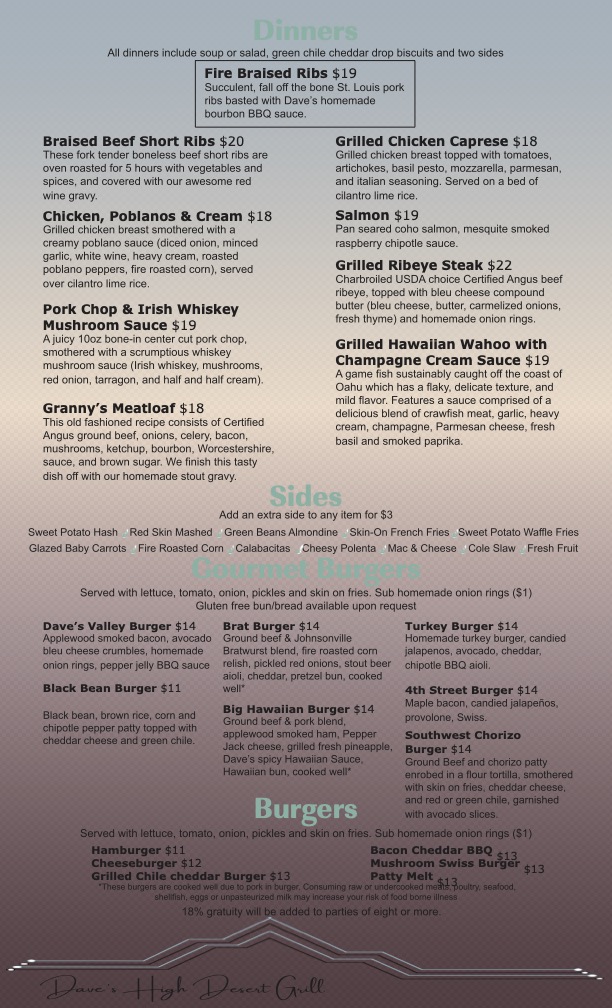 Dinners
All dinners include soup or salad, green chile cheddar drop biscuits and two sides
Fire Braised Ribs $19
Succulent, fall off the bone St. Louis pork
ribs basted with Dave's homemade
bourbon BBQ sauce.
Braised Beef Short Ribs $20
These fork tender boneless beef short ribs are
oven roasted for 5 hours with vegetables and
spices, and covered with our awesome red
wine gravy.
Chicken, Poblanos & Cream $18
Grilled chicken breast smothered with a
creamy poblano sauce (diced onion, minced
garlic, white wine, heavy cream, roasted
poblano peppers, fire roasted corn), served
over cilantro lime rice.
Pork Chop & Irish Whiskey
Mushroom Sauce $19
A juicy 10oz bone-in center cut pork chop,
smothered with a scrumptious whiskey
mushroom sauce (Irish whiskey, mushrooms,
red onion, tarragon, and half and half cream).
Granny's Meatloaf $18
This old fashioned recipe consists of Certified
Angus ground beef, onions, celery, bacon,
mushrooms, ketchup, bourbon, Worcestershire,
sauce, and brown sugar. We finish this tasty
dish off with our homemade stout gravy.
Grilled Chicken Caprese $18
Grilled chicken breast topped with tomatoes,
artichokes, basil pesto, mozzarella, parmesan,
and italian seasoning. Served on a bed of
cilantro lime rice.
Salmon $19
Pan seared coho salmon, mesquite smoked
raspberry chipotle sauce.
Grilled Ribeye Steak $22
Charbroiled USDA choice Certified Angus beef
ribeye, topped with bleu cheese compound
butter (bleu cheese, butter, carmelized onions,
fresh thyme) and homemade onion rings.
Grilled Hawaiian Wahoo with
Champagne Cream Sauce $19
A game fish sustainably caught off the coast of
Oahu which has a flaky, delicate texture, and
mild flavor. Features a sauce comprised of a
delicious blend of crawfish meat, garlic, heavy
cream, champagne, Parmesan cheese, fresh
basil and smoked paprika.
Sides
Add an extra side to any item for $3
Sweet Potato Hash Red Skin Mashed Green Beans Almondine Skin-On French Fries Sweet Potato Waffle Fries
Glazed Baby Carrots Fire Roasted Corn Calabacitas Cheesy Polenta Mac & Cheese Cole Slaw Fresh Fruit
Gourmet Burgers
Served with lettuce, tomato, onion, pickles and skin on fries. Sub homemade onion rings ($1)
Gluten free bun/bread available upon request
Dave's Valley Burger $14
Applewood smoked bacon, avocado
bleu cheese crumbles, homemade
onion rings, pepper jelly BBQ sauce
Black Bean Burger $11
Black bean, brown rice, corn and
chipotle pepper patty topped with
cheddar cheese and green chile.
Brat Burger $14
Ground beef & Johnsonville
Bratwurst blend, fire roasted corn
relish, pickled red onions, stout beer
aioli, cheddar, pretzel bun, cooked
well*
Big Hawaiian Burger $14
Ground beef & pork blend,
applewood smoked ham, Pepper
Jack cheese, grilled fresh pineapple,
Dave's spicy Hawaiian Sauce,
Hawaiian bun, cooked well*
Turkey Burger $14
Homemade turkey burger, candied
jalapenos, avocado, cheddar,
chipotle BBQ aioli.
4th Street Burger $14
Maple bacon, candied jalapeños,
provolone, Swiss.
Southwest Chorizo
Burger $14
Ground Beef and chorizo patty
enrobed in a flour tortilla, smothered
with skin on fries, cheddar cheese,
and red or green chile, garnished
with avocado slices.
Burgers
Served with lettuce, tomato, onion, pickles and skin on fries. Sub homemade onion rings ($1)
Hamburger $11
Cheeseburger $12
Grilled Chile cheddar Burger $13
Bacon Cheddar BBQ $13
Mushroom Swiss Burger $13
Patty Melt $13
*These burgers are cooked well due to pork in burger. Consuming raw or undercooked meats, poultry, seafood,
shellfish, eggs or unpasteurized milk may increase your risk of food borne illness
18% gratuity will be added to parties of eight or more.
Dave's High Desert Grill